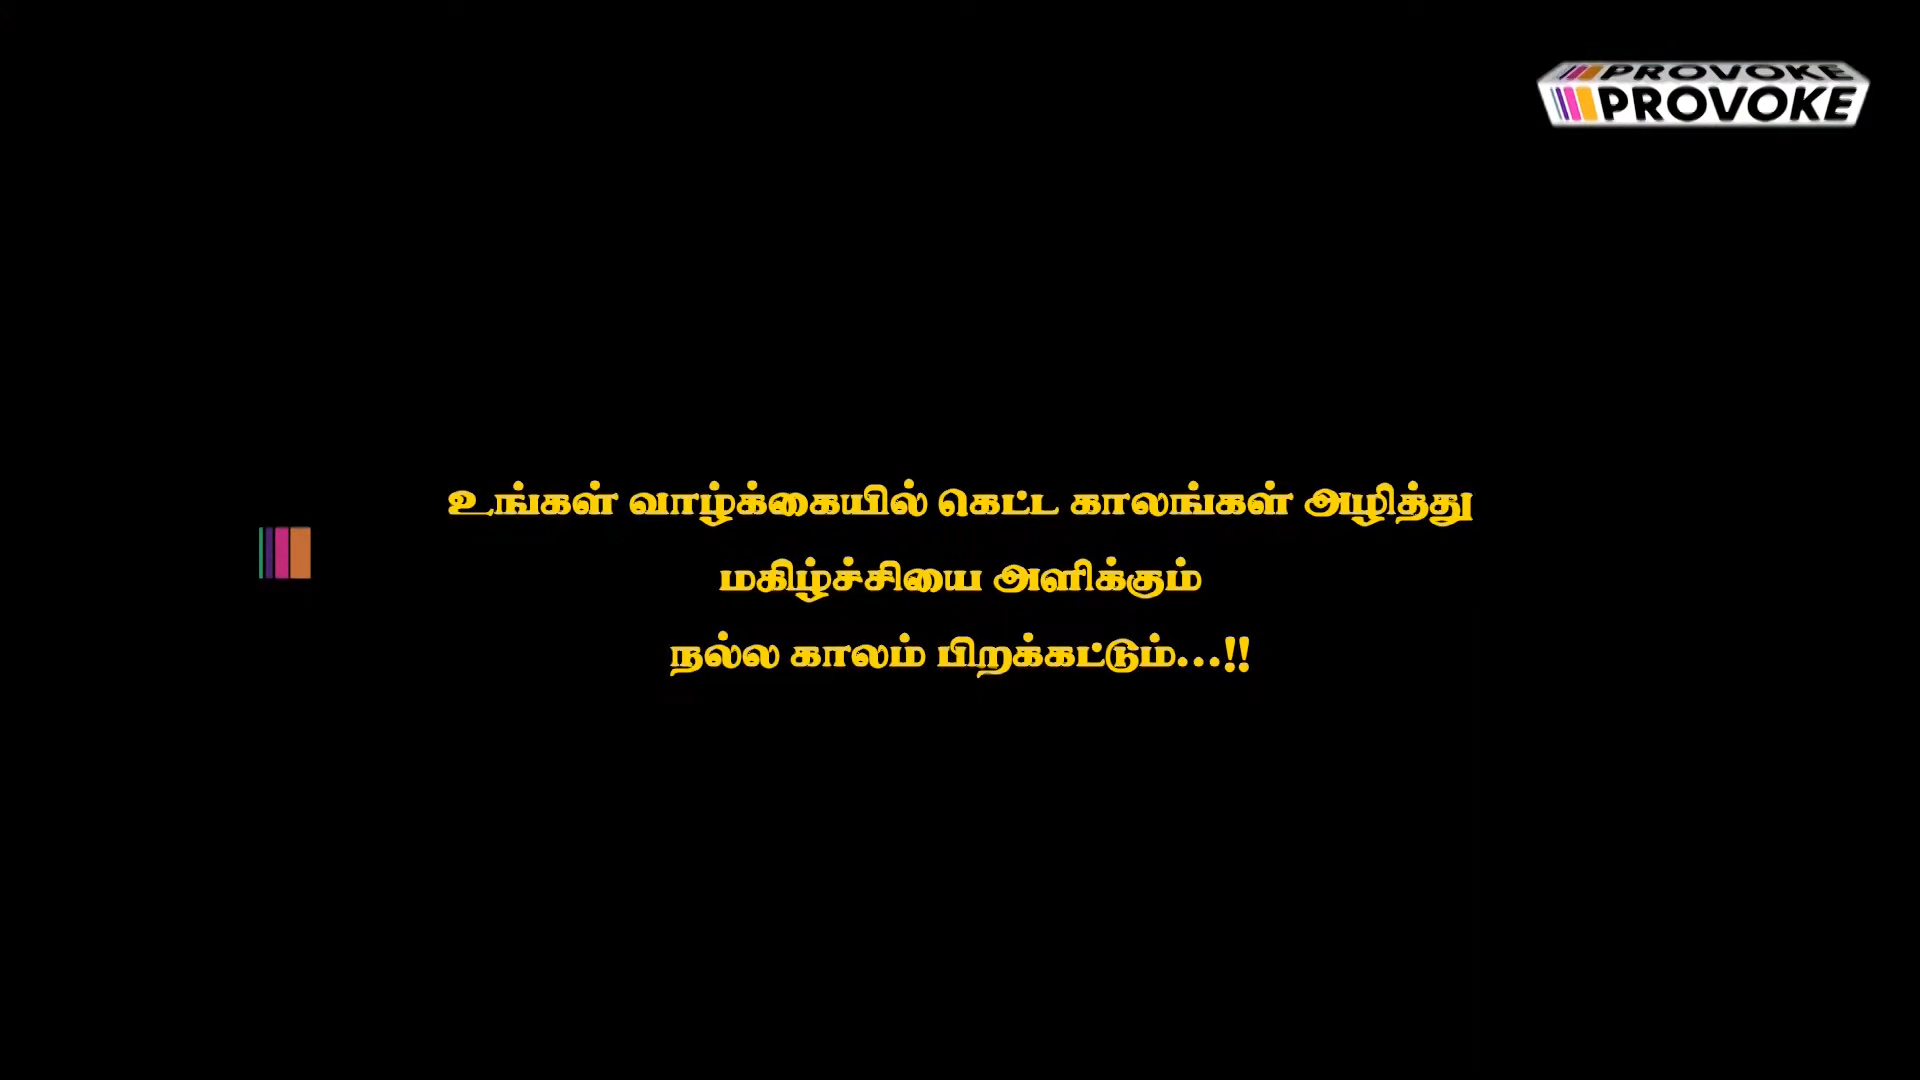 PROVOKE
PROVOKE
உங்கள் வாழ்க்கையில் கெட்ட காலங்கள் அழித்து
மகிழ்ச்சியை அளிக்கும்
நல்ல காலம் பிறக்கட்டும்...!!